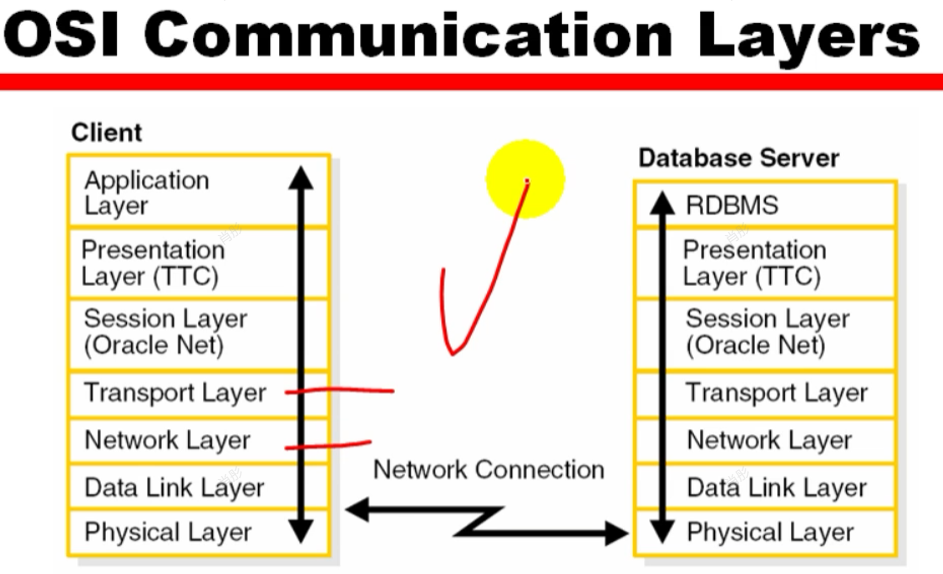 OSI Communication Layers
Client
Application
Layer
Presentation
Layer (TTC)
Session Layer
(Oracle Net)
Transport Layer
Network Layer
Data Link Layer
Physical Layer
Network Connection
Database Server
RDBMS
Presentation
Layer (TTC)
Session Layer
(Oracle Net)
Transport Layer
Network Layer
Data Link Layer
Physical Layer